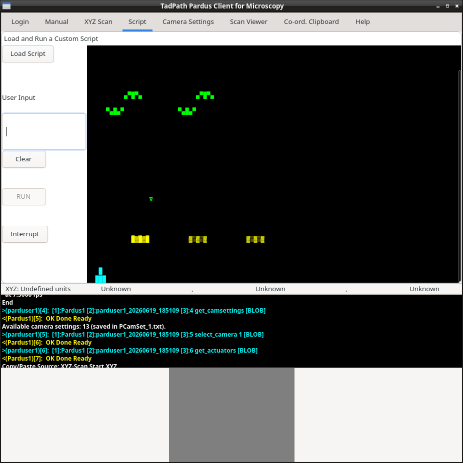 TadPath Pardus Client for Microscopy
Login Manual XYZ Scan Script Camera Settings Scan Viewer Co-ord. Clipboard Help
Load and Run a Custom Script
Load Script
User Input
Clear
RUN
Interrupt
XYZ: Undefined units Unknown . Unknown . Unknown
End
>[parduser1][4]: [1]:Pardus1 [2]:parduser1_20260619_185109 [3]:4 get_camsettings [BLOB]
<[Pardus1][5]: OK Done Ready
Available camera settings: 13 (saved in PCamSet_1.txt).
>[parduser1][5]: [1]:Pardus1 [2]:parduser1_20260619_185109 [3]:5 select_camera 1 [BLOB]
<[Pardus1][6]: OK Done Ready
>[parduser1][6]: [1]:Pardus1 [2]:parduser1_20260619_185109 [3]:6 get_actuators [BLOB]
<[Pardus1][7]: OK Done Ready
Copy/Paste Source: XYZ-Scan Start XYZ